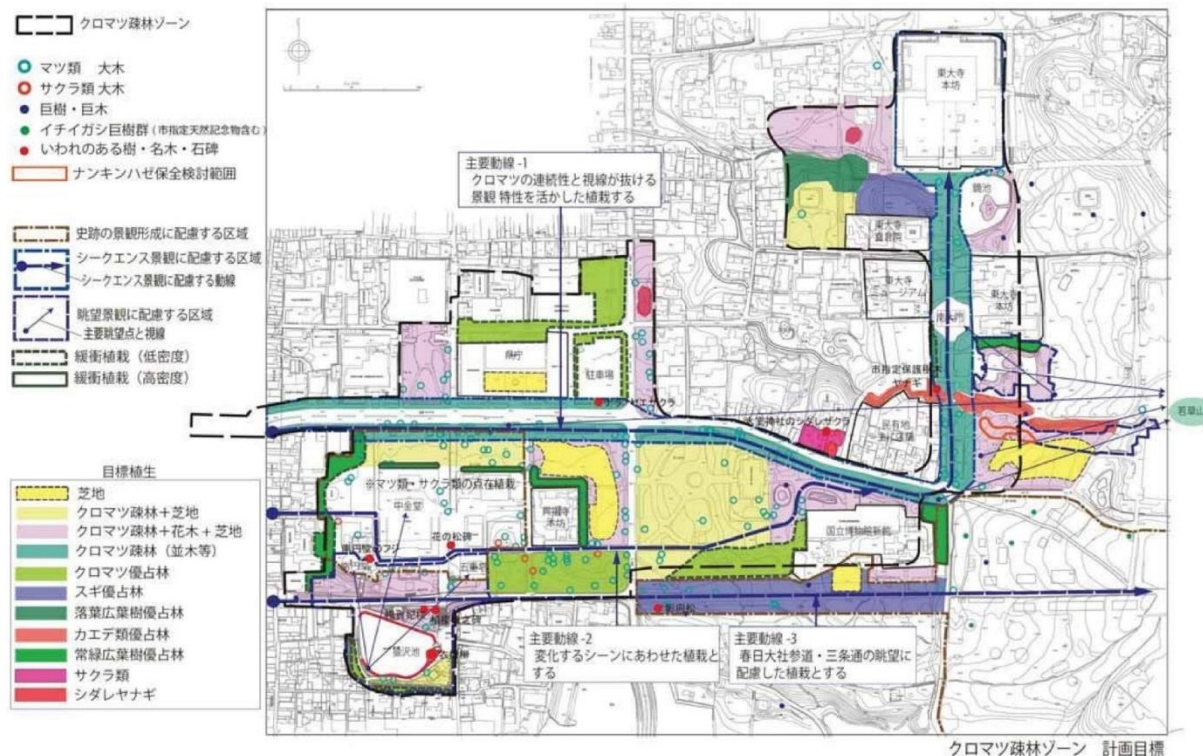 クロマツ疎林ゾーン
マツ類　大木
サクラ類 大木
巨樹・巨木
イチイガシ巨樹群（市指定天然記念物含む）
いわれのある樹・名木・石碑
ナンキンハゼ保全検討範囲
史跡の景観形成に配慮する区域
シークエンス景観に配慮する区域
シークエンス景観に配慮する動線
眺望景観に配慮する区域
主要眺望点と視線
緩衝植栽（低密度）
緩衝植栽（高密度）
目標植生
芝地
クロマツ疎林＋芝地
クロマツ疎林＋花木＋芝地
クロマツ疎林（並木等）
クロマツ優占林
スギ優占林
落葉広葉樹優占林
カエデ類優占林
常緑広葉樹優占林
サクラ類
シダレヤナギ
東大寺
本坊
主要動線 -1
クロマツの連続性と視線が抜ける
景観 特性を活かした植栽する
鏡池
東大寺
ミュージアム
東大寺
本坊
南大門
県庁
駐車場
市指定保護樹木
ヤナギ
若草山
※マツ類・サクラ類の点在植栽
中金堂
興福寺
本坊
花の松碑
五重塔
国立博物館新館
影向松
猿沢池
主要動線 -2
変化するシーンにあわせた植栽と
する
主要動線 -3
春日大社参道・三条通の眺望に
配慮した植栽とする
クロマツ疎林ゾーン　計画目標